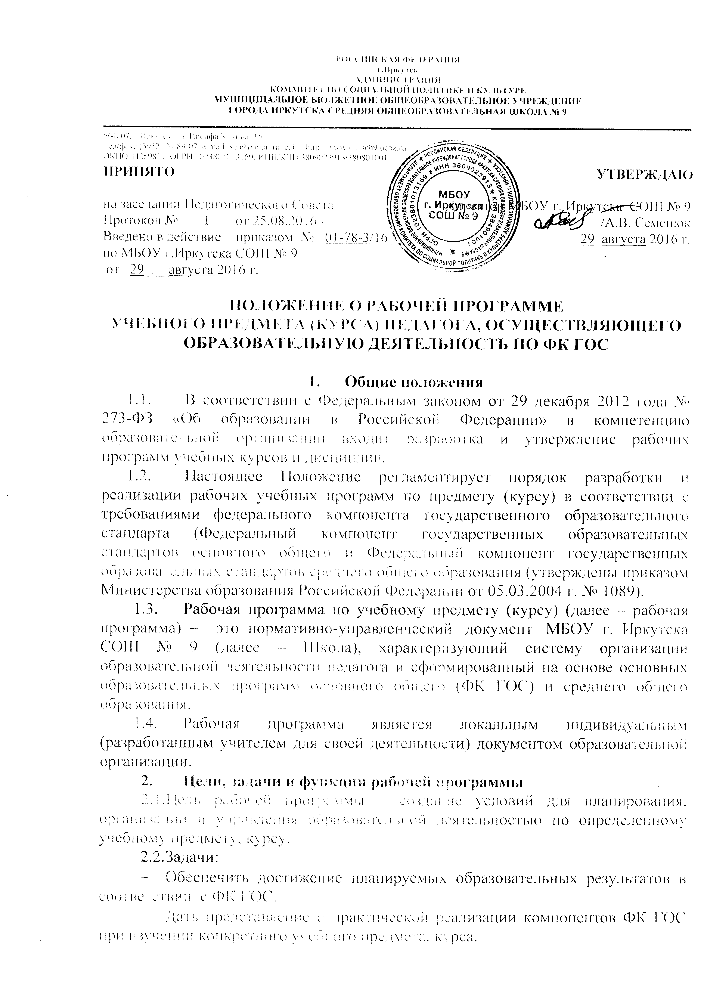 РОССИЙСКАЯ ФЕДЕРАЦИЯ
г.Иркутск
АДМИНИСТРАЦИЯ
КОММИТЕТ ПО СОЦИАЛЬНОЙ ПОЛИТИКЕ И КУЛЬТУРЕ
МУНИЦИПАЛЬНОЕ БЮДЖЕТНОЕ ОБЩЕОБРАЗОВАТЕЛЬНОЕ УЧРЕЖДЕНИЕ
ГОРОДА ИРКУТСКА СРЕДНЯЯ ОБЩЕОБРАЗОВАТЕЛЬНАЯ ШКОЛА № 9
664007, г.Иркутск, ул. Иосифа Уткина, 15
Тел/факс (3952) 20-89-07, e-mail: sch9@mail.ru, сайт http: www.irk-sch9.ucoz.ru
ОКПО 44269811, ОГРН 1023801013169, ИНН/КПП 3809023913/380801001
ПРИНЯТО
УТВЕРЖДАЮ
МБОУ
г. Иркутска
СОШ № 9
на заседании Педагогического Совета
МБОУ г. Иркутска СОШ № 9
Протокол № 1 от 25.08.2016 г.
/А.В. Семенюк
Введено в действие приказом № 01-78-3/16
29 августа 2016 г.
по МБОУ г.Иркутска СОШ № 9
от 29 . августа 2016 г.
ПОЛОЖЕНИЕ О РАБОЧЕЙ ПРОГРАММЕ
УЧЕБНОГО ПРЕДМЕТА (КУРСА) ПЕДАГОГА, ОСУЩЕСТВЛЯЮЩЕГО
ОБРАЗОВАТЕЛЬНУЮ ДЕЯТЕЛЬНОСТЬ ПО ФК ГОС
1. Общие положения
1.1. В соответствии с Федеральным законом от 29 декабря 2012 года №
273-ФЗ «Об образовании в Российской Федерации» в компетенцию
образовательной организации входит разработка и утверждение рабочих
программ учебных курсов и дисциплин.
1.2. Настоящее Положение регламентирует порядок разработки и
реализации рабочих учебных программ по предмету (курсу) в соответствии с
требованиями федерального компонента государственного образовательного
стандарта (Федеральный компонент государственных образовательных
стандартов основного общего и Федеральный компонент государственных
образовательных стандартов среднего общего образования (утверждены приказом
Министерства образования Российской Федерации от 05.03.2004 г. № 1089).
1.3. Рабочая программа по учебному предмету (курсу) (далее – рабочая
программа) – это нормативно-управленческий документ МБОУ г. Иркутска
СОШ № 9 (далее – Школа), характеризующий систему организации
образовательной деятельности педагога и сформированный на основе основных
образовательных программ основного общего (ФК ГОС) и среднего общего
образования.
1.4. Рабочая программа является локальным индивидуальным
(разработанным учителем для своей деятельности) документом образовательной
организации.
2. Цели, задачи и функции рабочей программы
2.1.Цель рабочей программы создание условий для планирования,
организации и управления образовательной деятельностью по определенному
учебному предмету, курсу.
2.2.Задачи:
– Обеспечить достижение планируемых образовательных результатов в
соответствии с ФК ГОС.
Дать представление о практической реализации компонентов ФК ГОС
при изучении конкретного учебного предмета, курса.